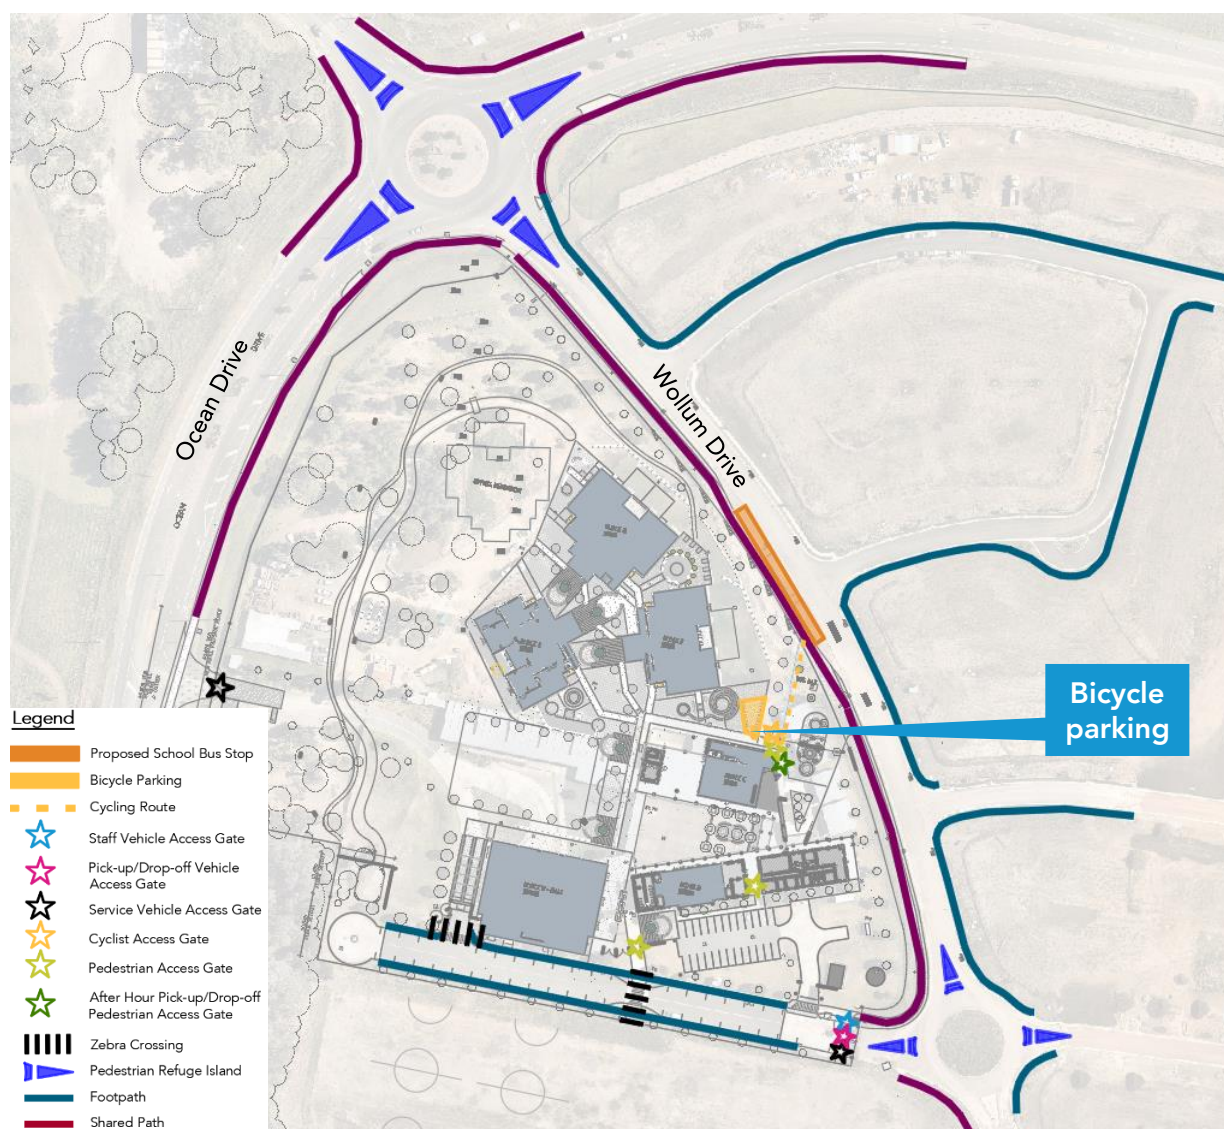 Ocean Drive
Wollum Drive
Bicycle
parking
Legend
Proposed School Bus Stop
Bicycle Parking
Cycling Route
Staff Vehicle Access Gate
Pick-up/Drop-off Vehicle
Access Gate
Service Vehicle Access Gate
Cyclist Access Gate
Pedestrian Access Gate
After Hour Pick-up/Drop-off
Pedestrian Access Gate
Zebra Crossing
Pedestrian Refuge Island
Footpath
Shared Path